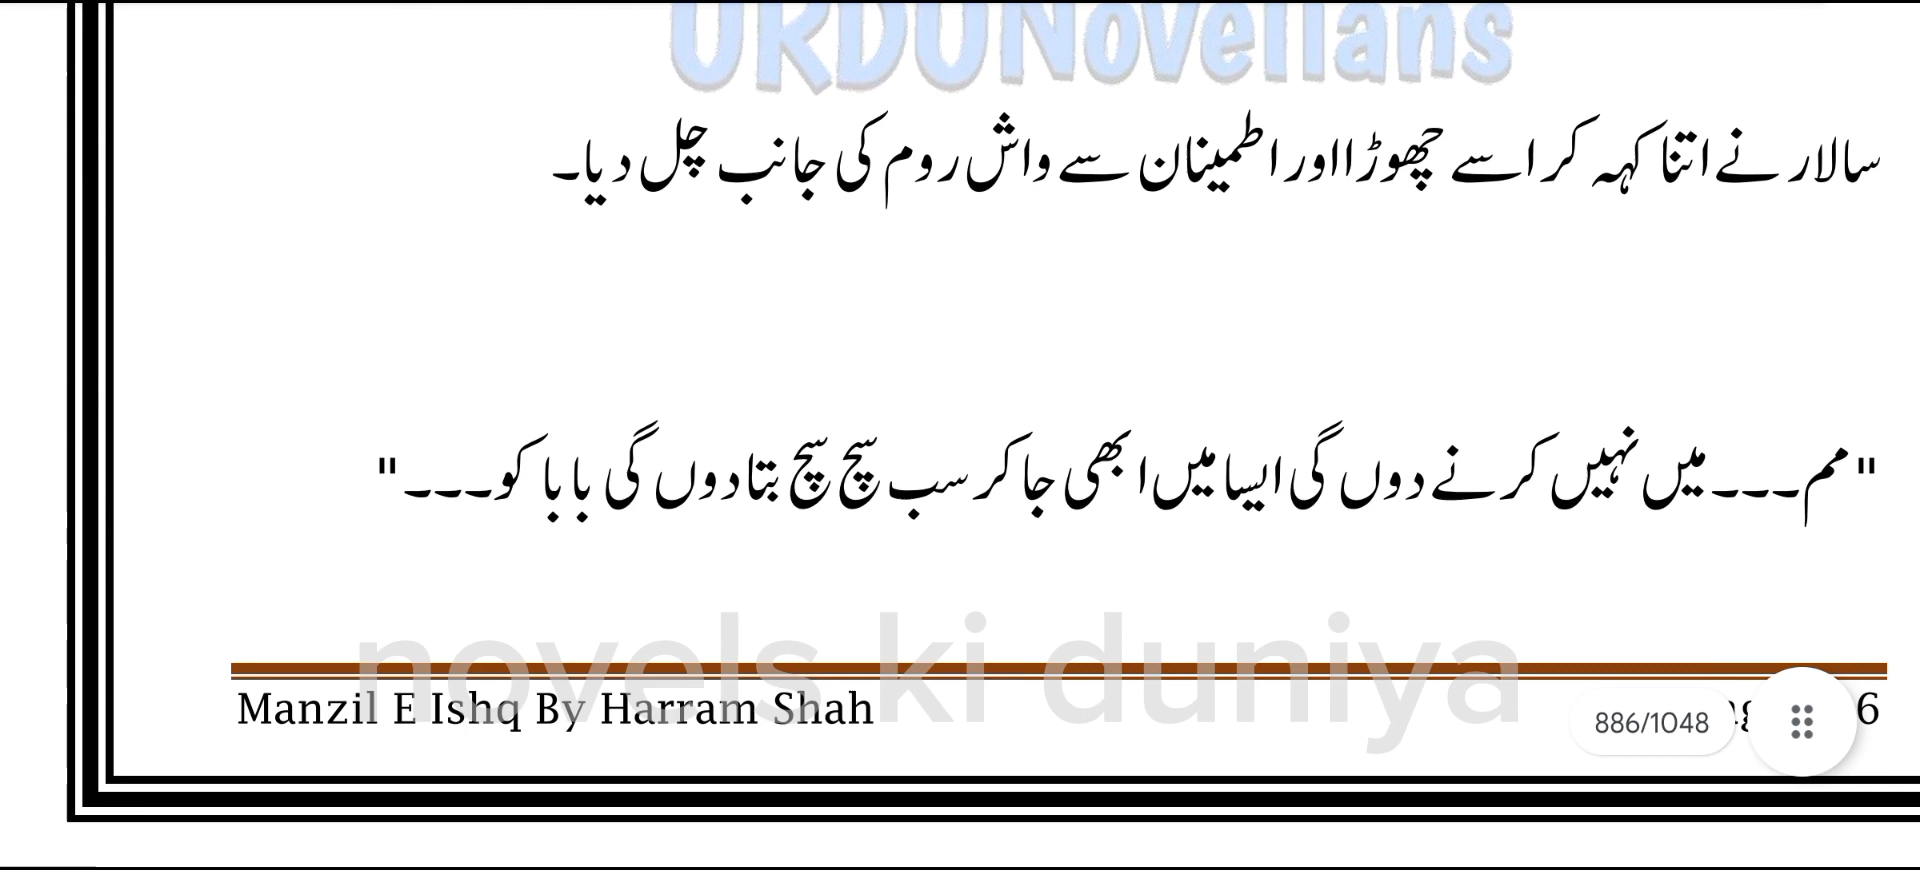 URDUNovelians
سالار نے اتنا کہہ کر اسے چھوڑا اور اطمینان سے واش روم کی جانب چل دیا۔
"مم۔۔۔ میں نہیں کرنے دوں گی ایسا میں ابھی جا کر سب سچ سچ بتا دوں گی بابا کو۔۔۔"
novels ki duniya
Manzil E Ishq By Harram Shah
886/1048
6